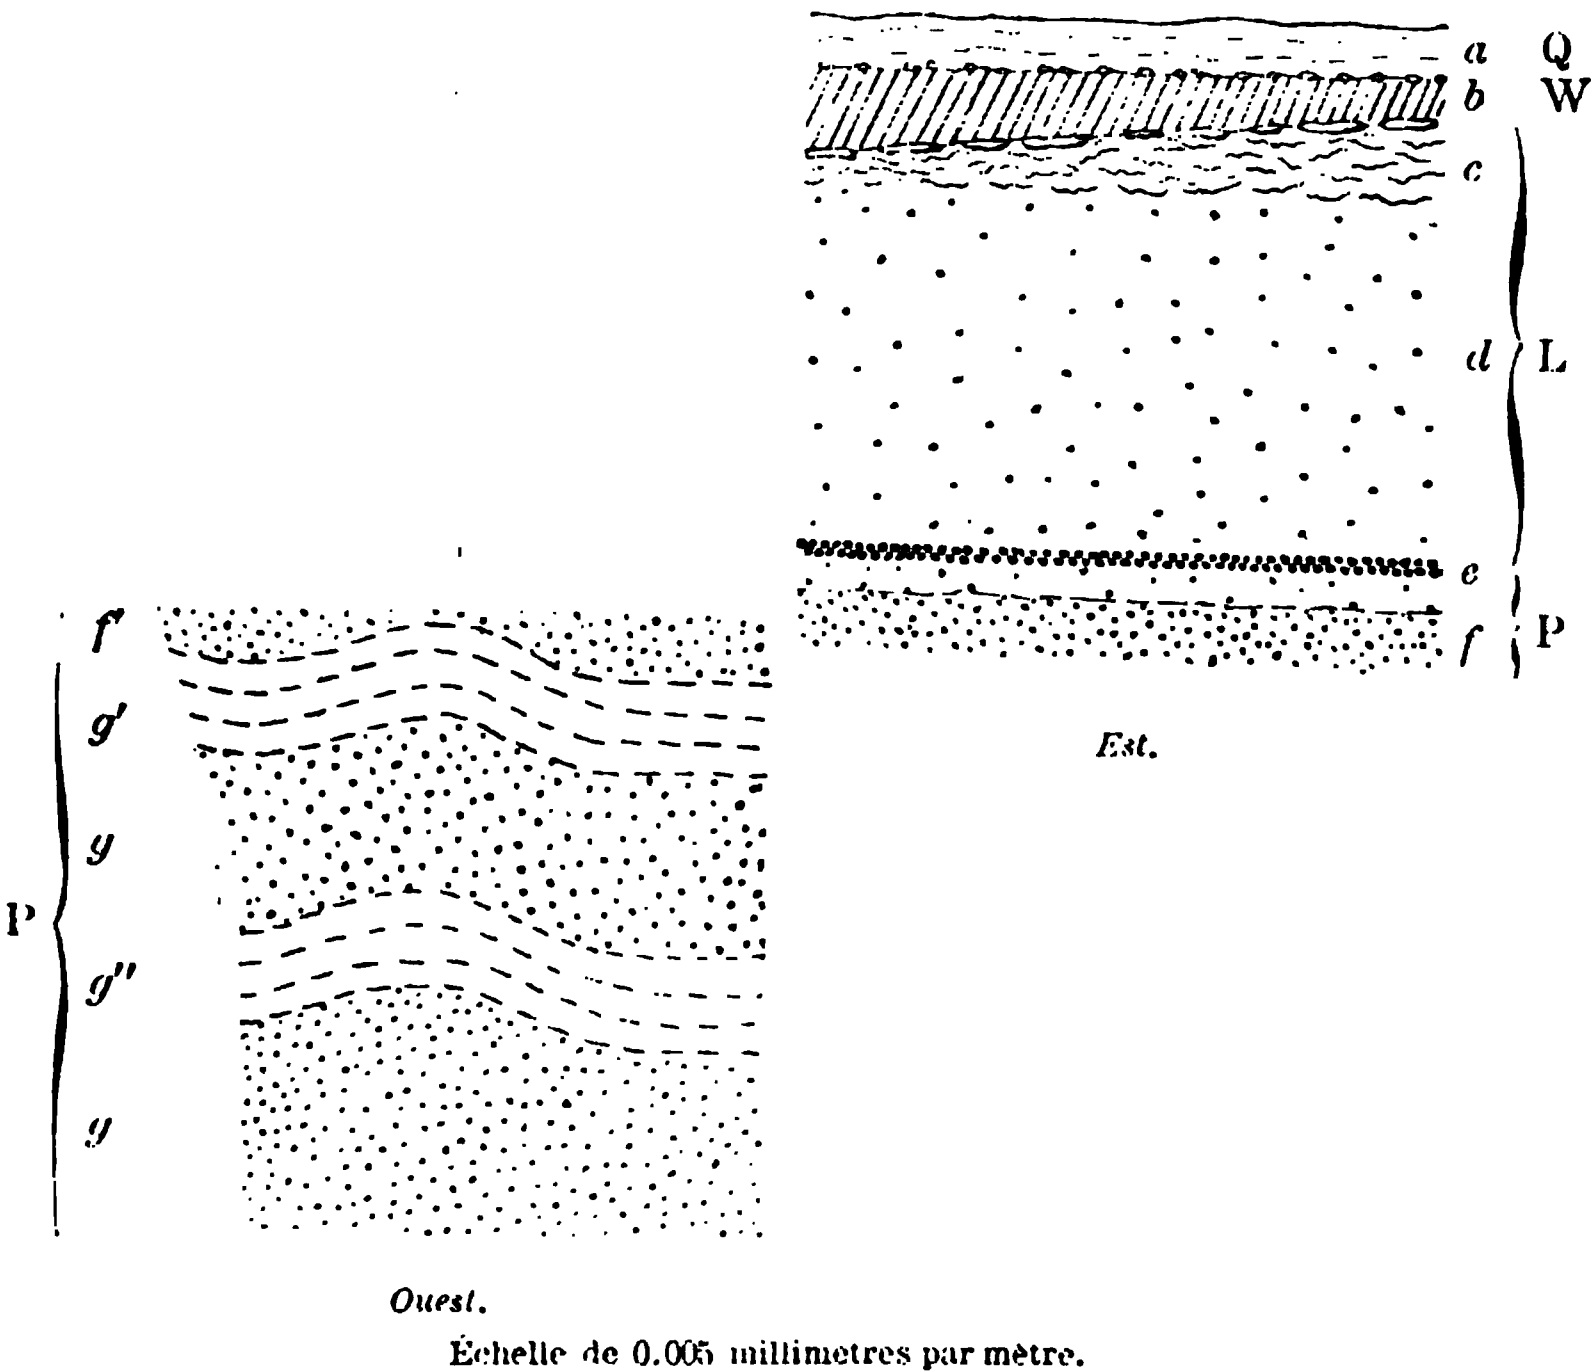 a Q
b W
c
d L
e
f P
Est.
f'
g'
y
P
g''
y
Ouest.
Échelle de 0.005 millimètres par mètre.